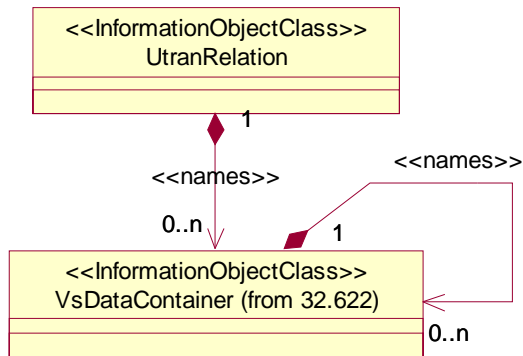 <<InformationObjectClass>>
UtranRelation
1
<<names>>
<<names>>
0..n
1
<<InformationObjectClass>>
VsDataContainer (from 32.622)
0..n